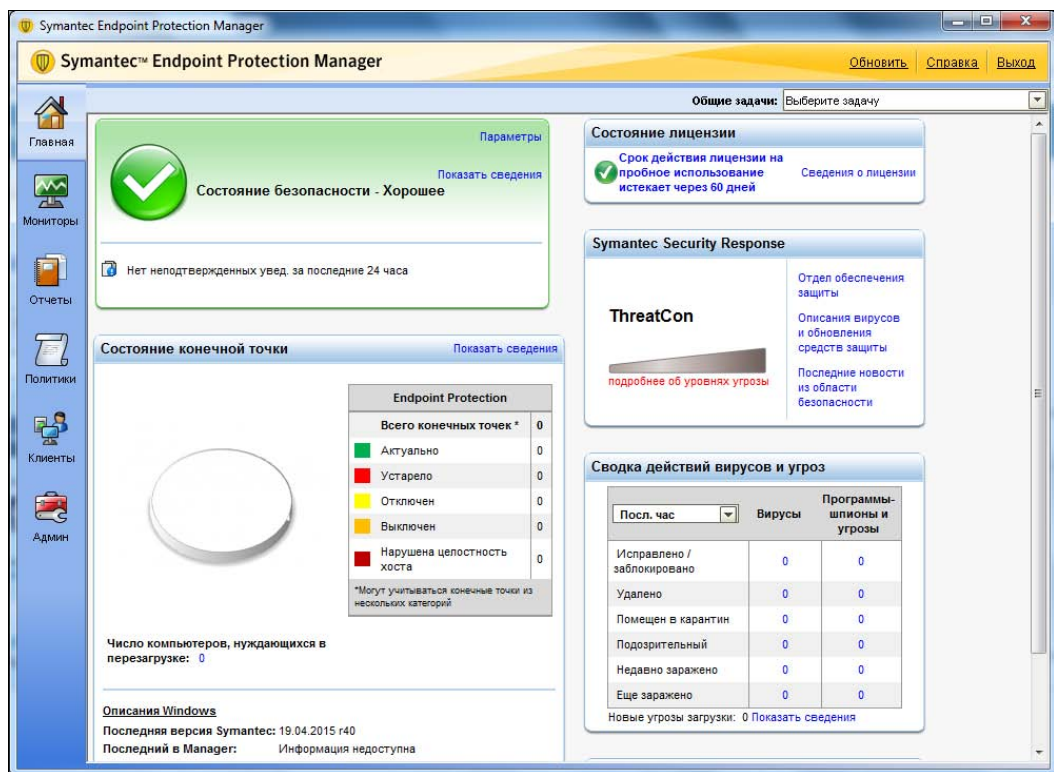 Symantec Endpoint Protection Manager
Symantec™ Endpoint Protection Manager
Обновить Справка Выход
Общие задачи: Выберите задачу
Главная
Мониторы
Отчеты
Политики
Клиенты
Админ
Параметры
Показать сведения
Состояние безопасности - Хорошее
Нет неподтвержденных увед. за последние 24 часа
Состояние конечной точки Показать сведения
Endpoint Protection
Всего конечных точек * 0
Актуально 0
Устарело 0
Отключен 0
Выключен 0
Нарушена целостность
хоста 0
*Могут учитываться конечные точки из
нескольких категорий
Число компьютеров, нуждающихся в
перезагрузке: 0
Описания Windows
Последняя версия Symantec: 19.04.2015 r40
Последний в Manager: Информация недоступна
Состояние лицензии
Срок действия лицензии на
пробное использование
истекает через 60 дней
Сведения о лицензии
Symantec Security Response
ThreatCon
подробнее об уровнях угрозы
Отдел обеспечения
защиты
Описания вирусов
и обновления
средств защиты
Последние новости
из области
безопасности
Сводка действий вирусов и угроз
Посл. час Вирусы
Программы-
шпионы и
угрозы
Исправлено /
заблокировано 0 0
Удалено 0 0
Помещен в карантин 0 0
Подозрительный 0 0
Недавно заражено 0 0
Еще заражено 0 0
Новые угрозы загрузки: 0 Показать сведения